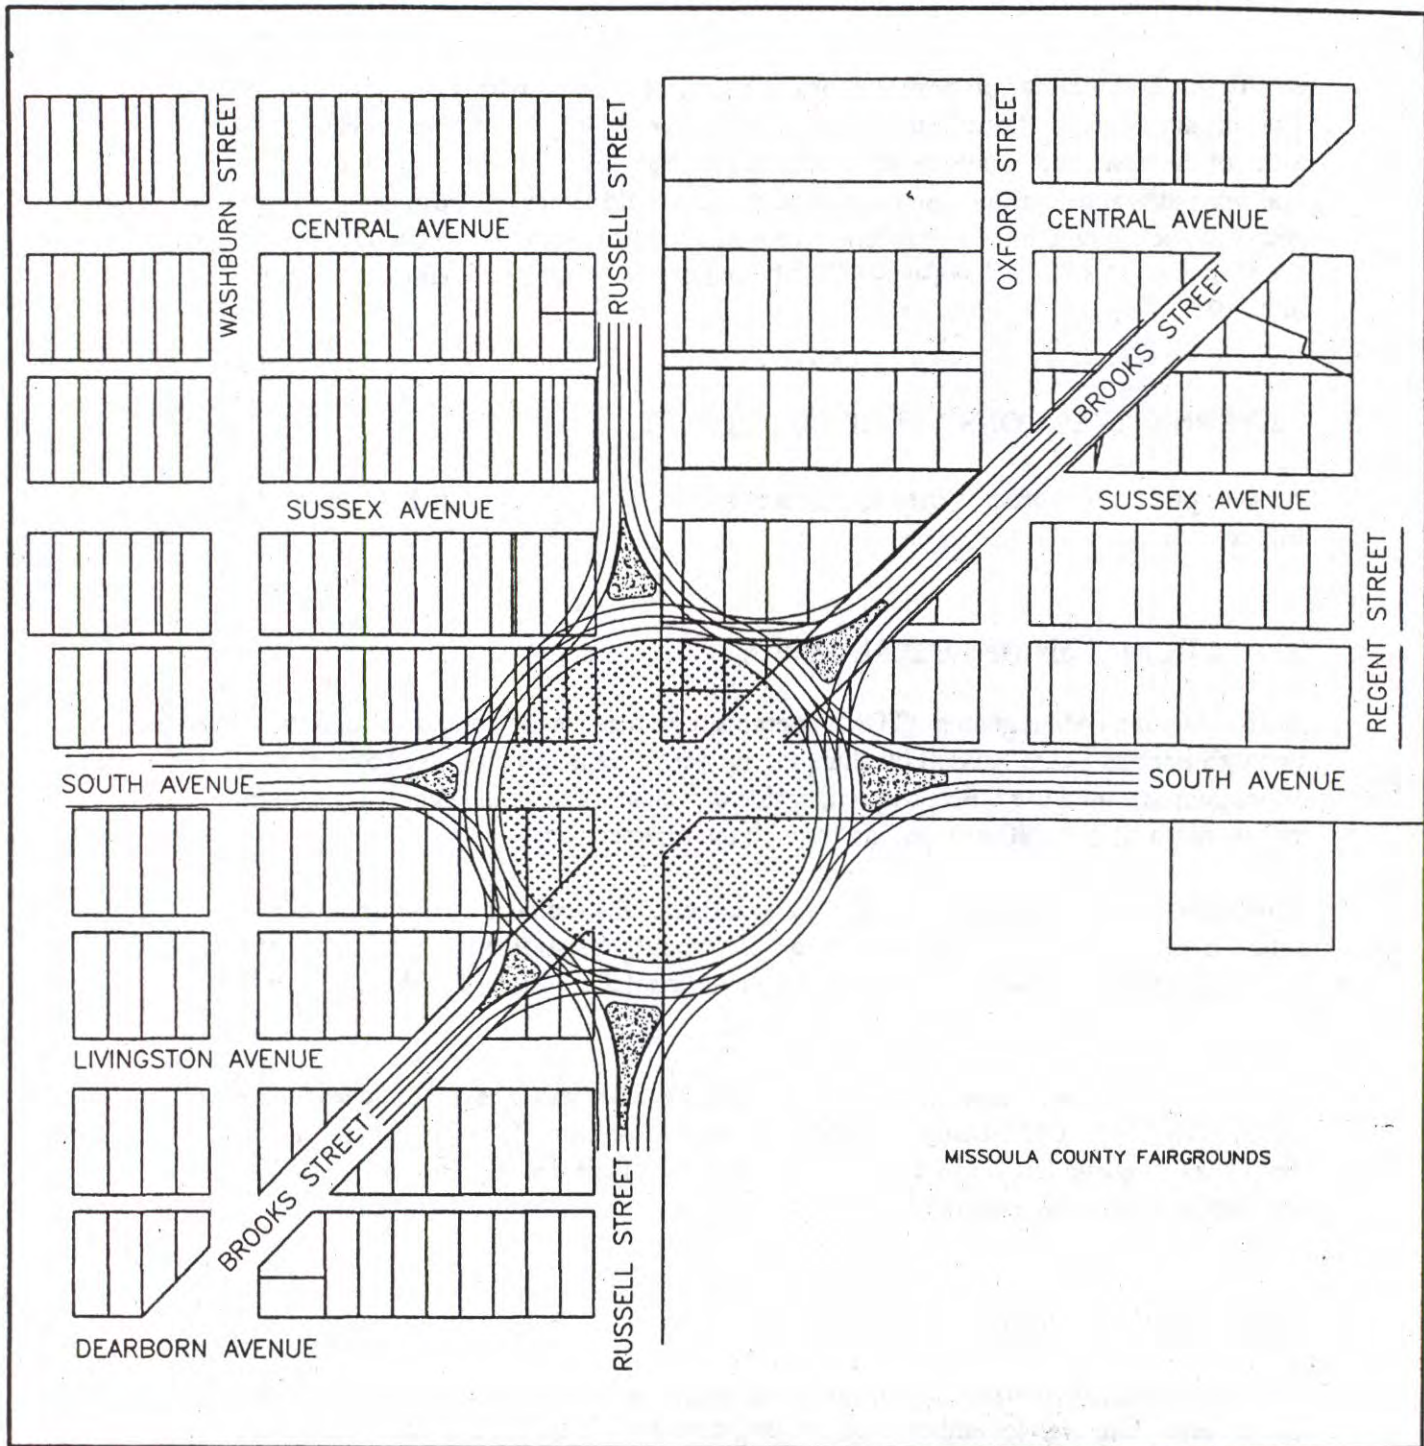 WASHBURN STREET
RUSSELL STREET
OXFORD STREET
CENTRAL AVENUE
CENTRAL AVENUE
BROOKS STREET
SUSSEX AVENUE
SUSSEX AVENUE
REGENT STREET
SOUTH AVENUE
SOUTH AVENUE
LIVINGSTON AVENUE
BROOKS STREET
MISSOULA COUNTY FAIRGROUNDS
RUSSELL STREET
DEARBORN AVENUE